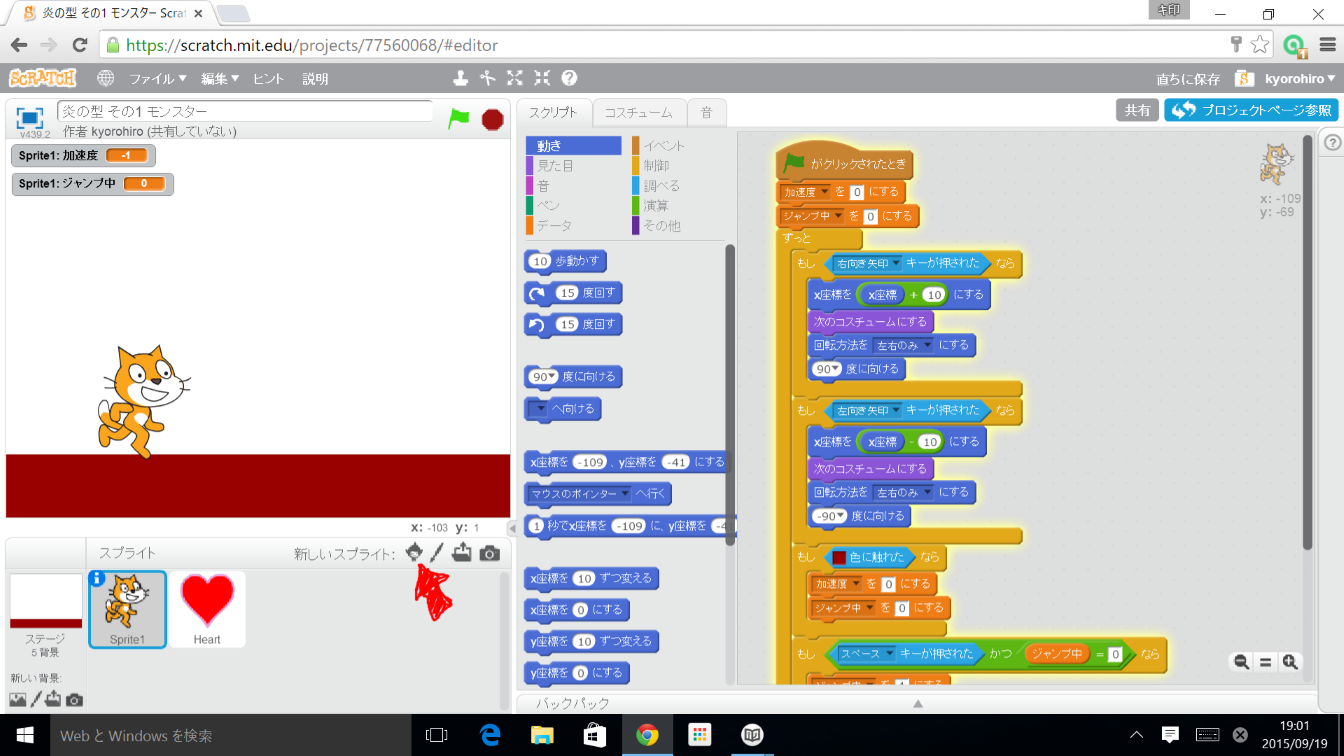 炎の型 その1 モンスター Scrat
キ印
https://scratch.mit.edu/projects/77560068/#editor
SCRATCH ファイル▼ 編集▼ ヒント 説明 直ちに保存 kyorohiro▼
v439.2
炎の型 その1 モンスター
作者 kyorohiro (共有していない)
Sprite1: 加速度 -1
Sprite1: ジャンプ中 0
x: -103 y: 1
スプライト 新しいスプライト:
ステージ
5 背景
新しい背景:
Sprite1
Heart
スクリプト コスチューム 音
共有 プロジェクトページ参照
動き イベント
見た目 制御
音 調べる
ペン 演算
データ その他
10 歩動かす
15 度回す
15 度回す
90▼ 度に向ける
へ向ける
x座標を -109 、y座標を -41 にする
マウスのポインター へ行く
1 秒でx座標を -109 に、y座標を -4
x座標を 10 ずつ変える
x座標を 0 にする
y座標を 10 ずつ変える
y座標を 0 にする
バックパック
がクリックされたとき
加速度 を 0 にする
ジャンプ中 を 0 にする
ずっと
もし 右向き矢印 キーが押された なら
x座標を x座標 + 10 にする
次のコスチュームにする
回転方法を 左右のみ にする
90▼ 度に向ける
もし 左向き矢印 キーが押された なら
x座標を x座標 - 10 にする
次のコスチュームにする
回転方法を 左右のみ にする
-90▼ 度に向ける
もし 色に触れた なら
加速度 を 0 にする
ジャンプ中 を 0 にする
もし スペース キーが押された かつ ジャンプ中 = 0 なら
ジャンプ中 を 1 にする
x: -109
y: -69
Web と Windows を検索
19:01
2015/09/19